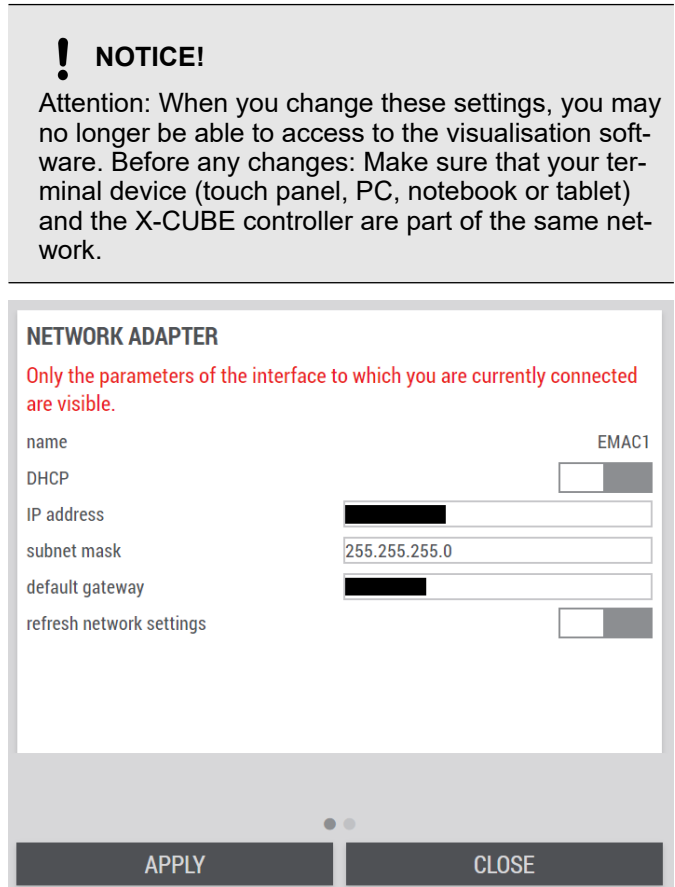 NOTICE!
Attention: When you change these settings, you may
no longer be able to access to the visualisation soft-
ware. Before any changes: Make sure that your ter-
minal device (touch panel, PC, notebook or tablet)
and the X-CUBE controller are part of the same net-
work.
NETWORK ADAPTER
Only the parameters of the interface to which you are currently connected
are visible.
name EMAC1
DHCP
IP address
subnet mask 255.255.255.0
default gateway
refresh network settings
APPLY CLOSE